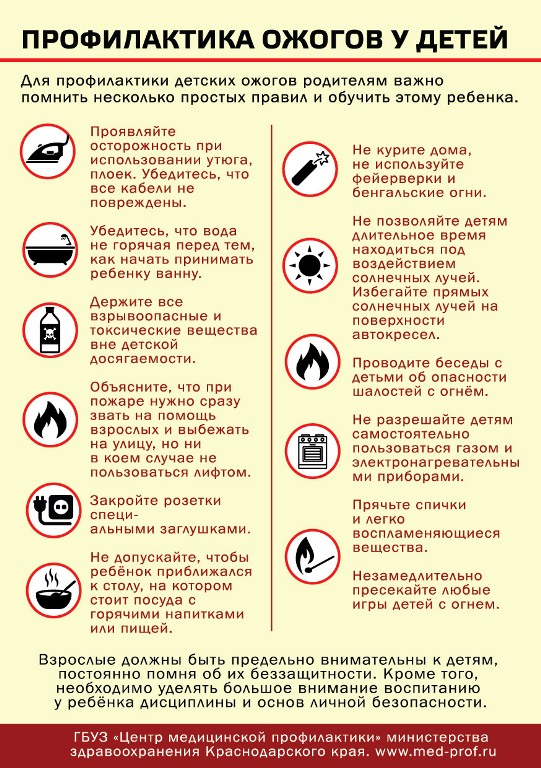 ПРОФИЛАКТИКА ОЖОГОВ У ДЕТЕЙ
Для профилактики детских ожогов родителям важно
помнить несколько простых правил и обучить этому ребенка.
Проявляйте
осторожность при
использовании утюга,
плоек. Убедитесь, что
все кабели не
повреждены.
Убедитесь, что вода
не горячая перед тем,
как начать принимать
ребенку ванну.
Держите все
взрывоопасные и
токсические вещества
вне детской
досягаемости.
Объясните, что при
пожаре нужно сразу
звать на помощь
взрослых и выбежать
на улицу, но ни
в коем случае не
пользоваться лифтом.
Закройте розетки
специ-
альными заглушками.
Не допускайте, чтобы
ребёнок приближался
к столу, на котором
стоит посуда с
горячими напитками
или пищей.
Не курите дома,
не используйте
фейерверки и
бенгальские огни.
Не позволяйте детям
длительное время
находиться под
воздействием
солнечных лучей.
Избегайте прямых
солнечных лучей на
поверхности
автокресел.
Проводите беседы с
детьми об опасности
шалостей с огнём.
Не разрешайте детям
самостоятельно
пользоваться газом и
электронагревательны
ми приборами.
Прячьте спички
и легко
воспламеняющиеся
вещества.
Незамедлительно
пресекайте любые
игры детей с огнем.
Взрослые должны быть предельно внимательны к детям,
постоянно помня об их беззащитности. Кроме того,
необходимо уделять большое внимание воспитанию
у ребёнка дисциплины и основ личной безопасности.
ГБУЗ «Центр медицинской профилактики» министерства
здравоохранения Краснодарского края. www.med-prof.ru